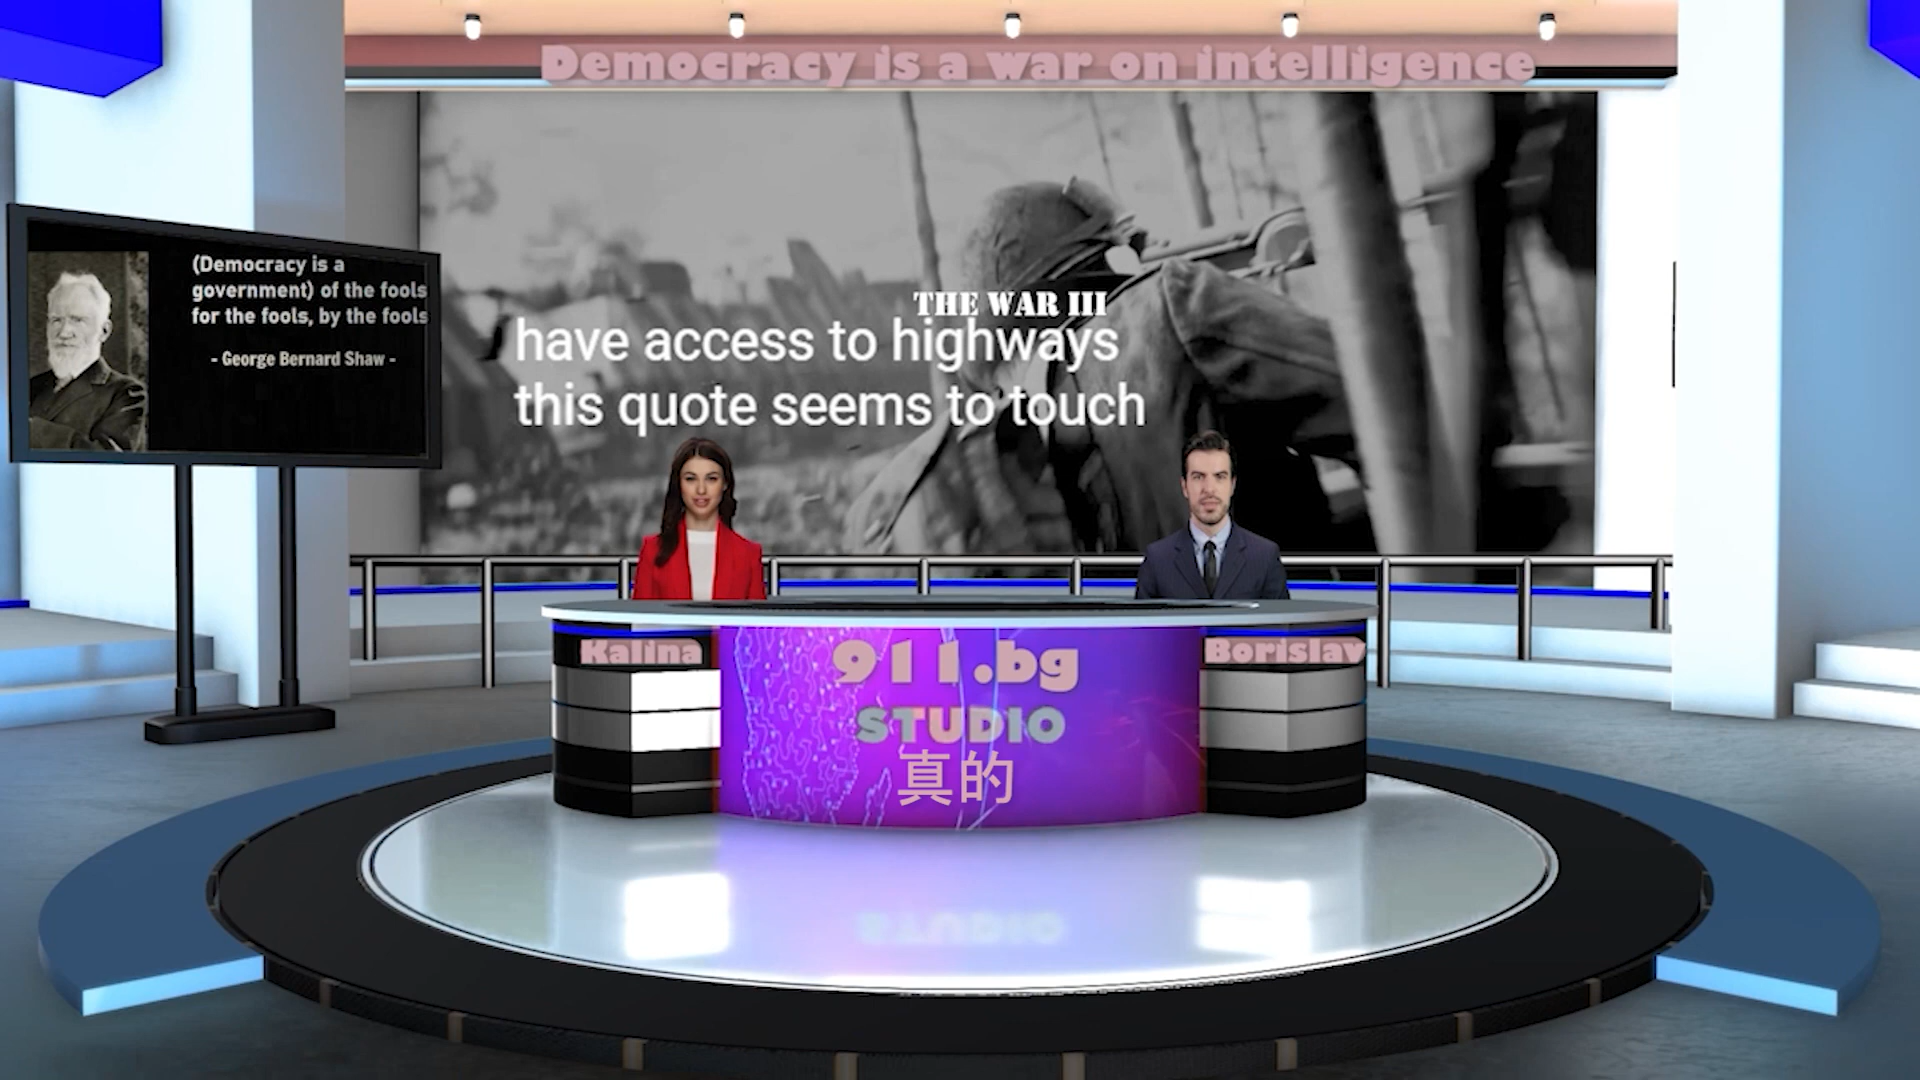 Democracy is a war on intelligence
(Democracy is a
government) of the fools
for the fools, by the fools
- George Bernard Shaw -
THE WAR III
have access to highways
this quote seems to touch
Kalina
911.bg
Borislav
STUDIO
真的
STUDIO